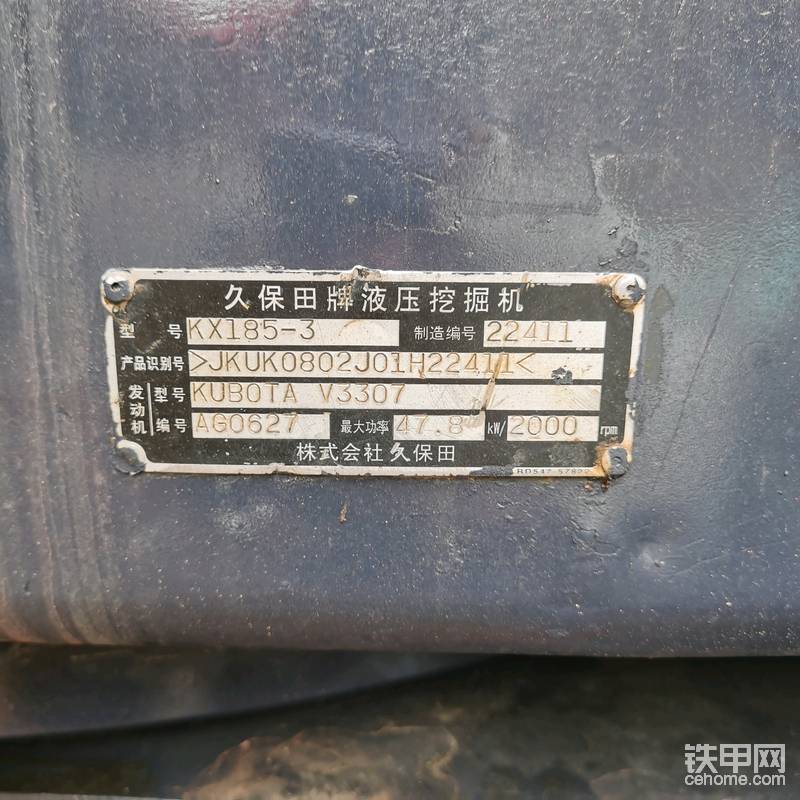 久保田牌液压挖掘机
型 号 KX185-3 制造编号 22411
产品识别号 >JKUK0802J01H22411<
发动机 型号 KUBOTA V3307
编号 AG0627 最大功率 47.8 kW/ 2000 rpm
株式会社久保田
铁甲网
cehome.com